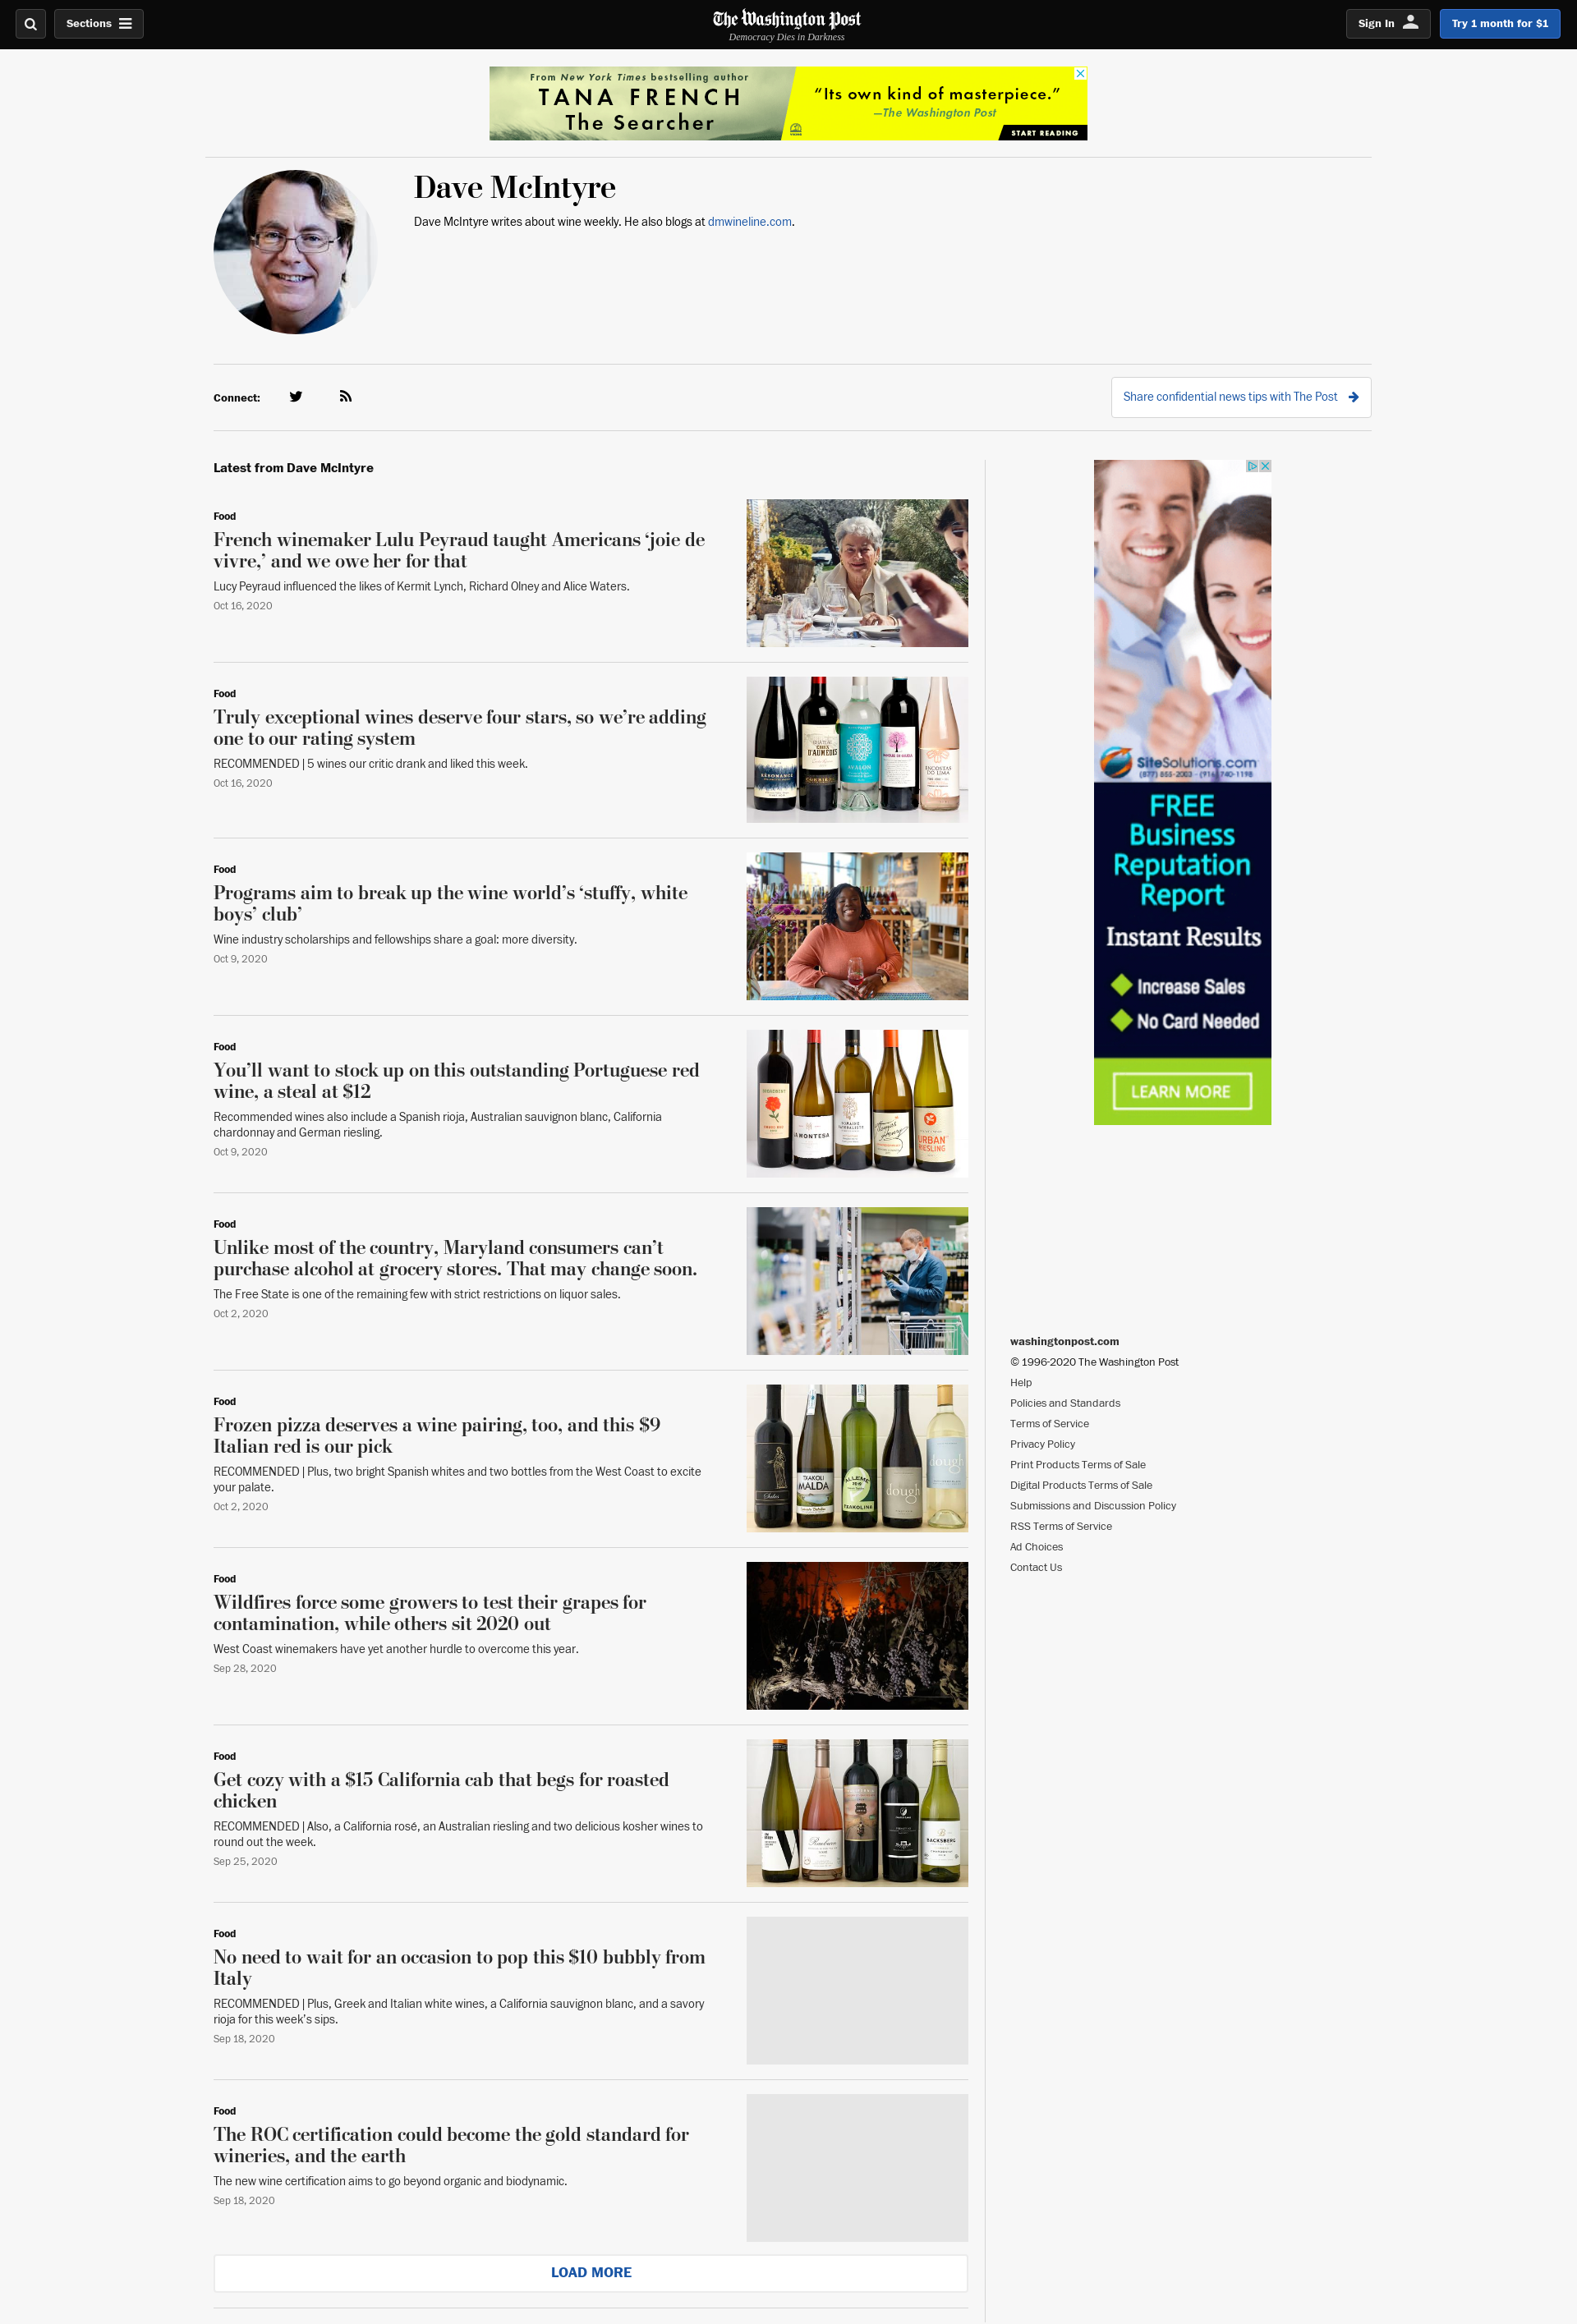 Sections
The Washington Post
Democracy Dies in Darkness
Sign In
Try 1 month for $1
From New York Times bestselling author
TANA FRENCH
The Searcher
“Its own kind of masterpiece.”
—The Washington Post
START READING
Dave McIntyre
Dave McIntyre writes about wine weekly. He also blogs at dmwineline.com.
Connect:
Share confidential news tips with The Post
Latest from Dave McIntyre
Food
French winemaker Lulu Peyraud taught Americans ‘joie de
vivre,’ and we owe her for that
Lucy Peyraud influenced the likes of Kermit Lynch, Richard Olney and Alice Waters.
Oct 16, 2020
Food
Truly exceptional wines deserve four stars, so we’re adding
one to our rating system
RECOMMENDED | 5 wines our critic drank and liked this week.
Oct 16, 2020
RESONANCE
D'AUMÉDES
AVALON
Food
Programs aim to break up the wine world’s ‘stuffy, white
boys’ club’
Wine industry scholarships and fellowships share a goal: more diversity.
Oct 9, 2020
Food
You’ll want to stock up on this outstanding Portuguese red
wine, a steal at $12
Recommended wines also include a Spanish rioja, Australian sauvignon blanc, California
chardonnay and German riesling.
Oct 9, 2020
LA MONTESA
URBAN
RIESLING
Food
Unlike most of the country, Maryland consumers can’t
purchase alcohol at grocery stores. That may change soon.
The Free State is one of the remaining few with strict restrictions on liquor sales.
Oct 2, 2020
Food
Frozen pizza deserves a wine pairing, too, and this $9
Italian red is our pick
RECOMMENDED | Plus, two bright Spanish whites and two bottles from the West Coast to excite
your palate.
Oct 2, 2020
TXAKOLI
MALDA
TXAKOLINA
dough
dough
Food
Wildfires force some growers to test their grapes for
contamination, while others sit 2020 out
West Coast winemakers have yet another hurdle to overcome this year.
Sep 28, 2020
Food
Get cozy with a $15 California cab that begs for roasted
chicken
RECOMMENDED | Also, a California rosé, an Australian riesling and two delicious kosher wines to
round out the week.
Sep 25, 2020
BACKSBERG
Food
No need to wait for an occasion to pop this $10 bubbly from
Italy
RECOMMENDED | Plus, Greek and Italian white wines, a California sauvignon blanc, and a savory
rioja for this week’s sips.
Sep 18, 2020
Food
The ROC certification could become the gold standard for
wineries, and the earth
The new wine certification aims to go beyond organic and biodynamic.
Sep 18, 2020
LOAD MORE
SiteSolutions.com
(877) 855-2003 - (914) 740-1198
FREE
Business
Reputation
Report
Instant Results
Increase Sales
No Card Needed
LEARN MORE
washingtonpost.com
© 1996-2020 The Washington Post
Help
Policies and Standards
Terms of Service
Privacy Policy
Print Products Terms of Sale
Digital Products Terms of Sale
Submissions and Discussion Policy
RSS Terms of Service
Ad Choices
Contact Us